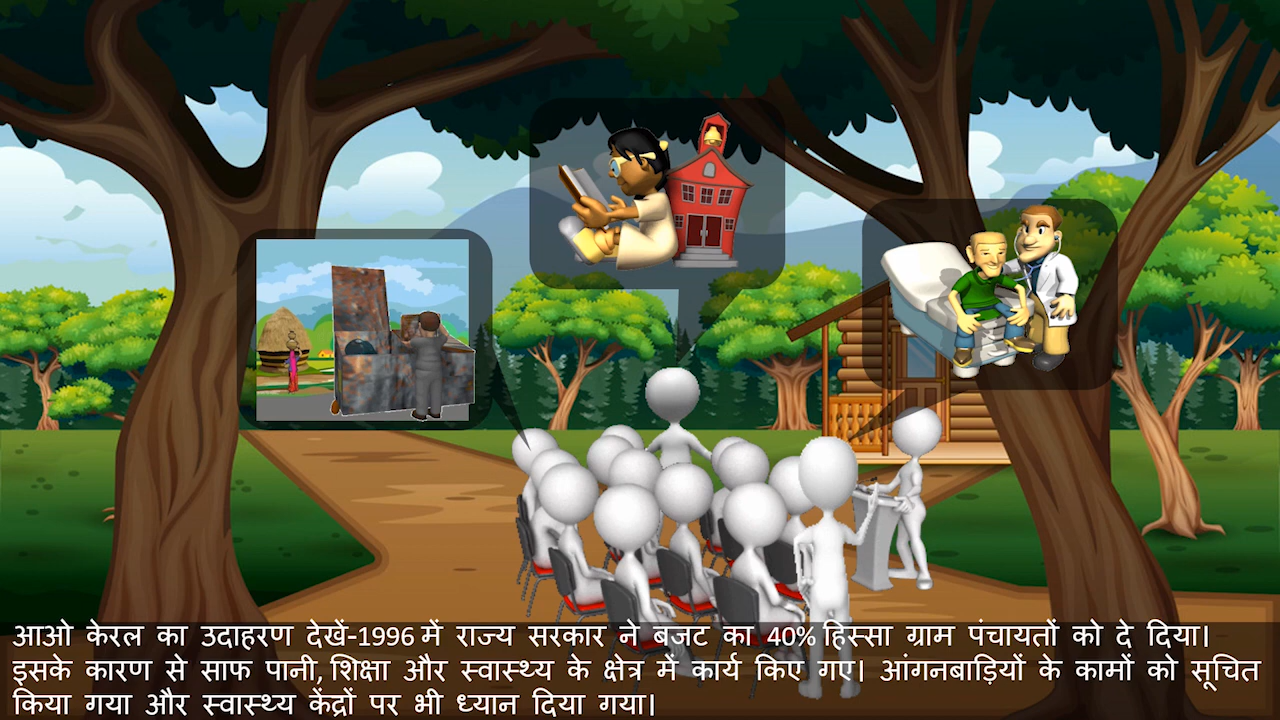 आओ केरल का उदाहरण देखें-1996 में राज्य सरकार ने बजट का 40% हिस्सा ग्राम पंचायतों को दे दिया।
इसके कारण से साफ पानी, शिक्षा और स्वास्थ्य के क्षेत्र में कार्य किए गए। आंगनबाड़ियों के कामों को सूचित
किया गया और स्वास्थ्य केंद्रों पर भी ध्यान दिया गया।